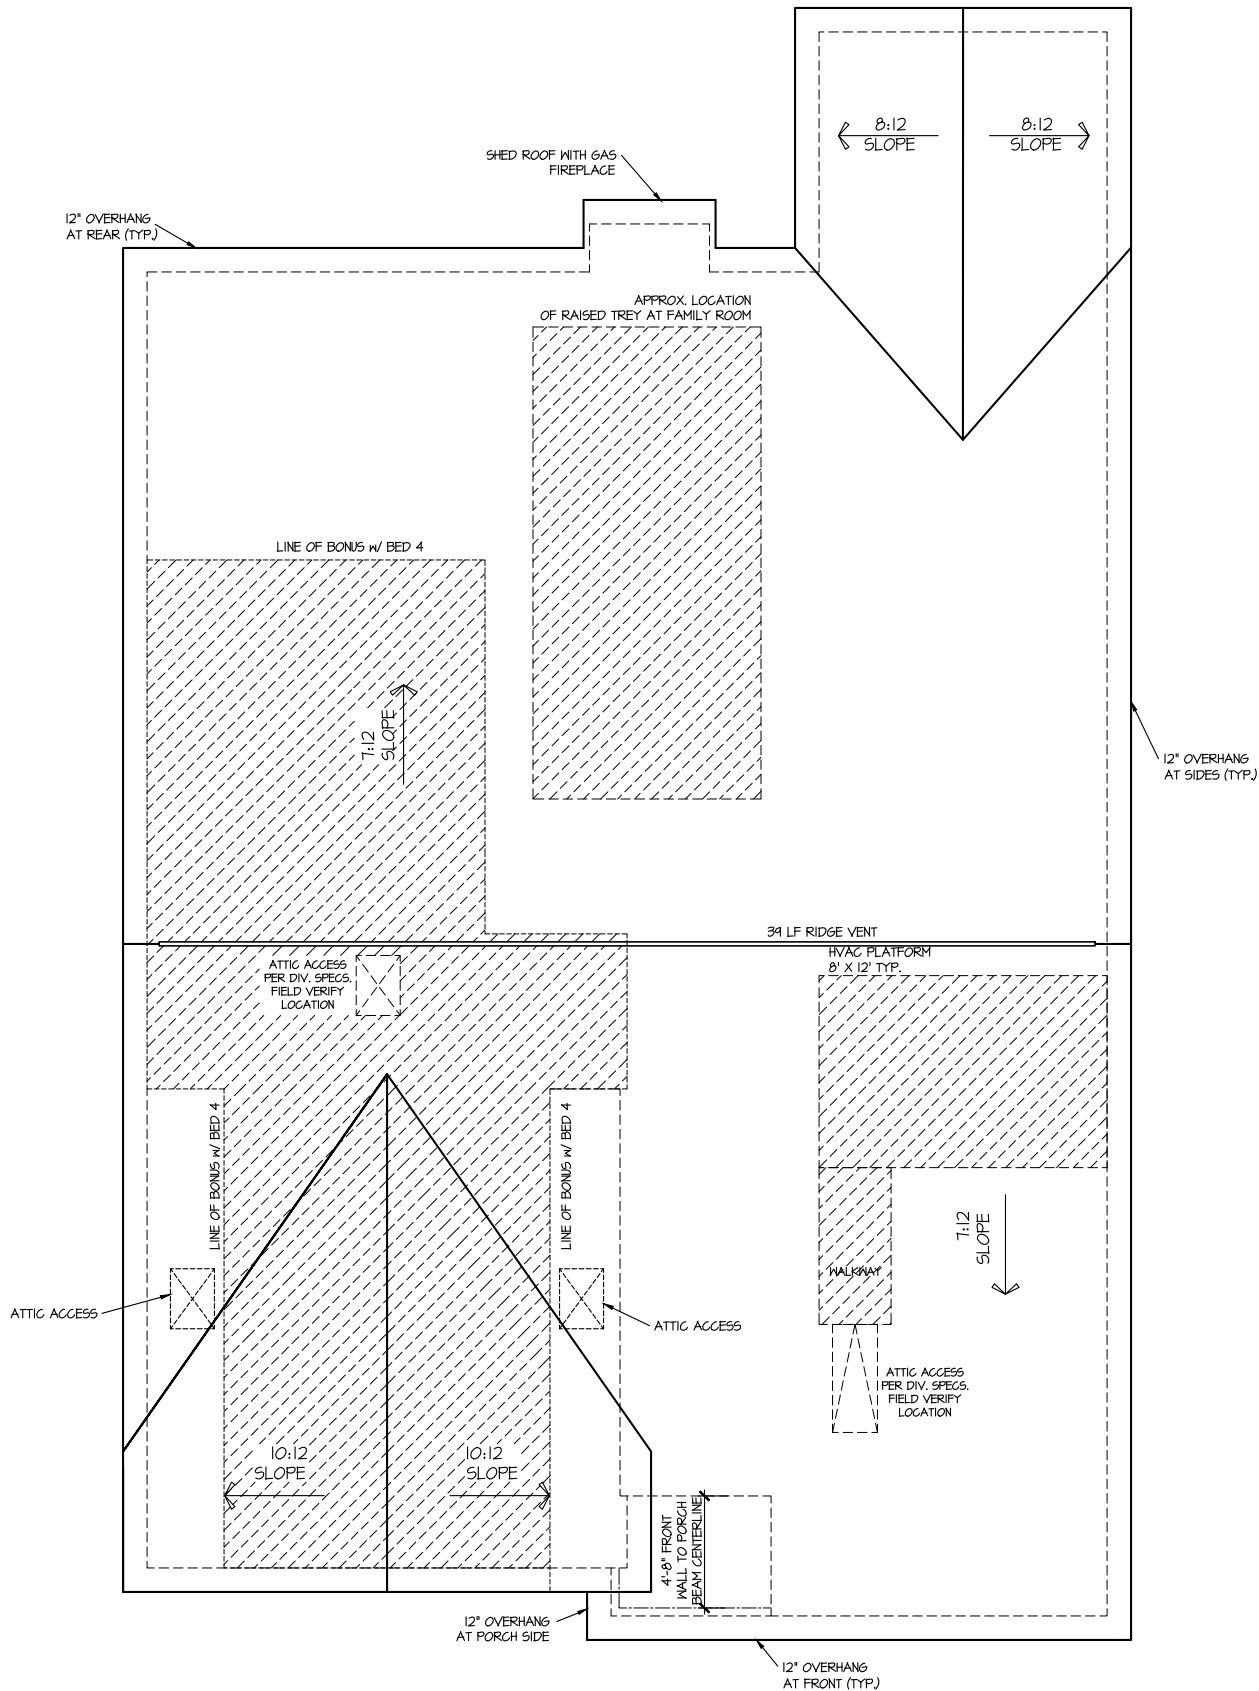 8:12
SLOPE
8:12
SLOPE
SHED ROOF WITH GAS
FIREPLACE
12" OVERHANG
AT REAR (TYP.)
APPROX. LOCATION
OF RAISED TREY AT FAMILY ROOM
LINE OF BONUS W/ BED 4
7:12
SLOPE
12" OVERHANG
AT SIDES (TYP.)
39 LF RIDGE VENT
HVAC PLATFORM
8' X 12' TYP.
ATTIC ACCESS
PER DIV. SPECS.
FIELD VERIFY
LOCATION
LINE OF BONUS W/ BED 4
LINE OF BONUS W/ BED 4
7:12
SLOPE
WALKWAY
ATTIC ACCESS
ATTIC ACCESS
ATTIC ACCESS
PER DIV. SPECS.
FIELD VERIFY
LOCATION
10:12
SLOPE
10:12
SLOPE
4'-8" FRONT
WALL TO PORCH
BEAM CENTERLINE
12" OVERHANG
AT PORCH SIDE
12" OVERHANG
AT FRONT (TYP.)